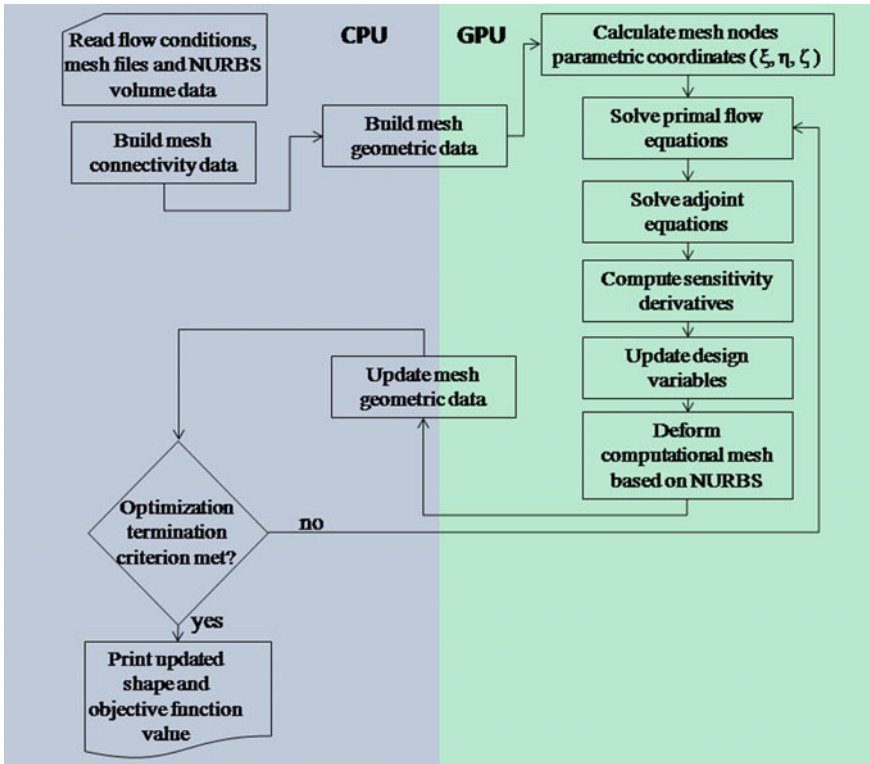 Read flow conditions,
mesh files and NURBS
volume data
CPU
GPU
Calculate mesh nodes
parametric coordinates (ξ, η, ζ )
Build mesh
connectivity data
Build mesh
geometric data
Solve primal flow
equations
Solve adjoint
equations
Compute sensitivity
derivatives
Update design
variables
Deform
computational mesh
based on NURBS
Update mesh
geometric data
Optimization
termination
criterion met?
no
yes
Print updated
shape and
objective function
value